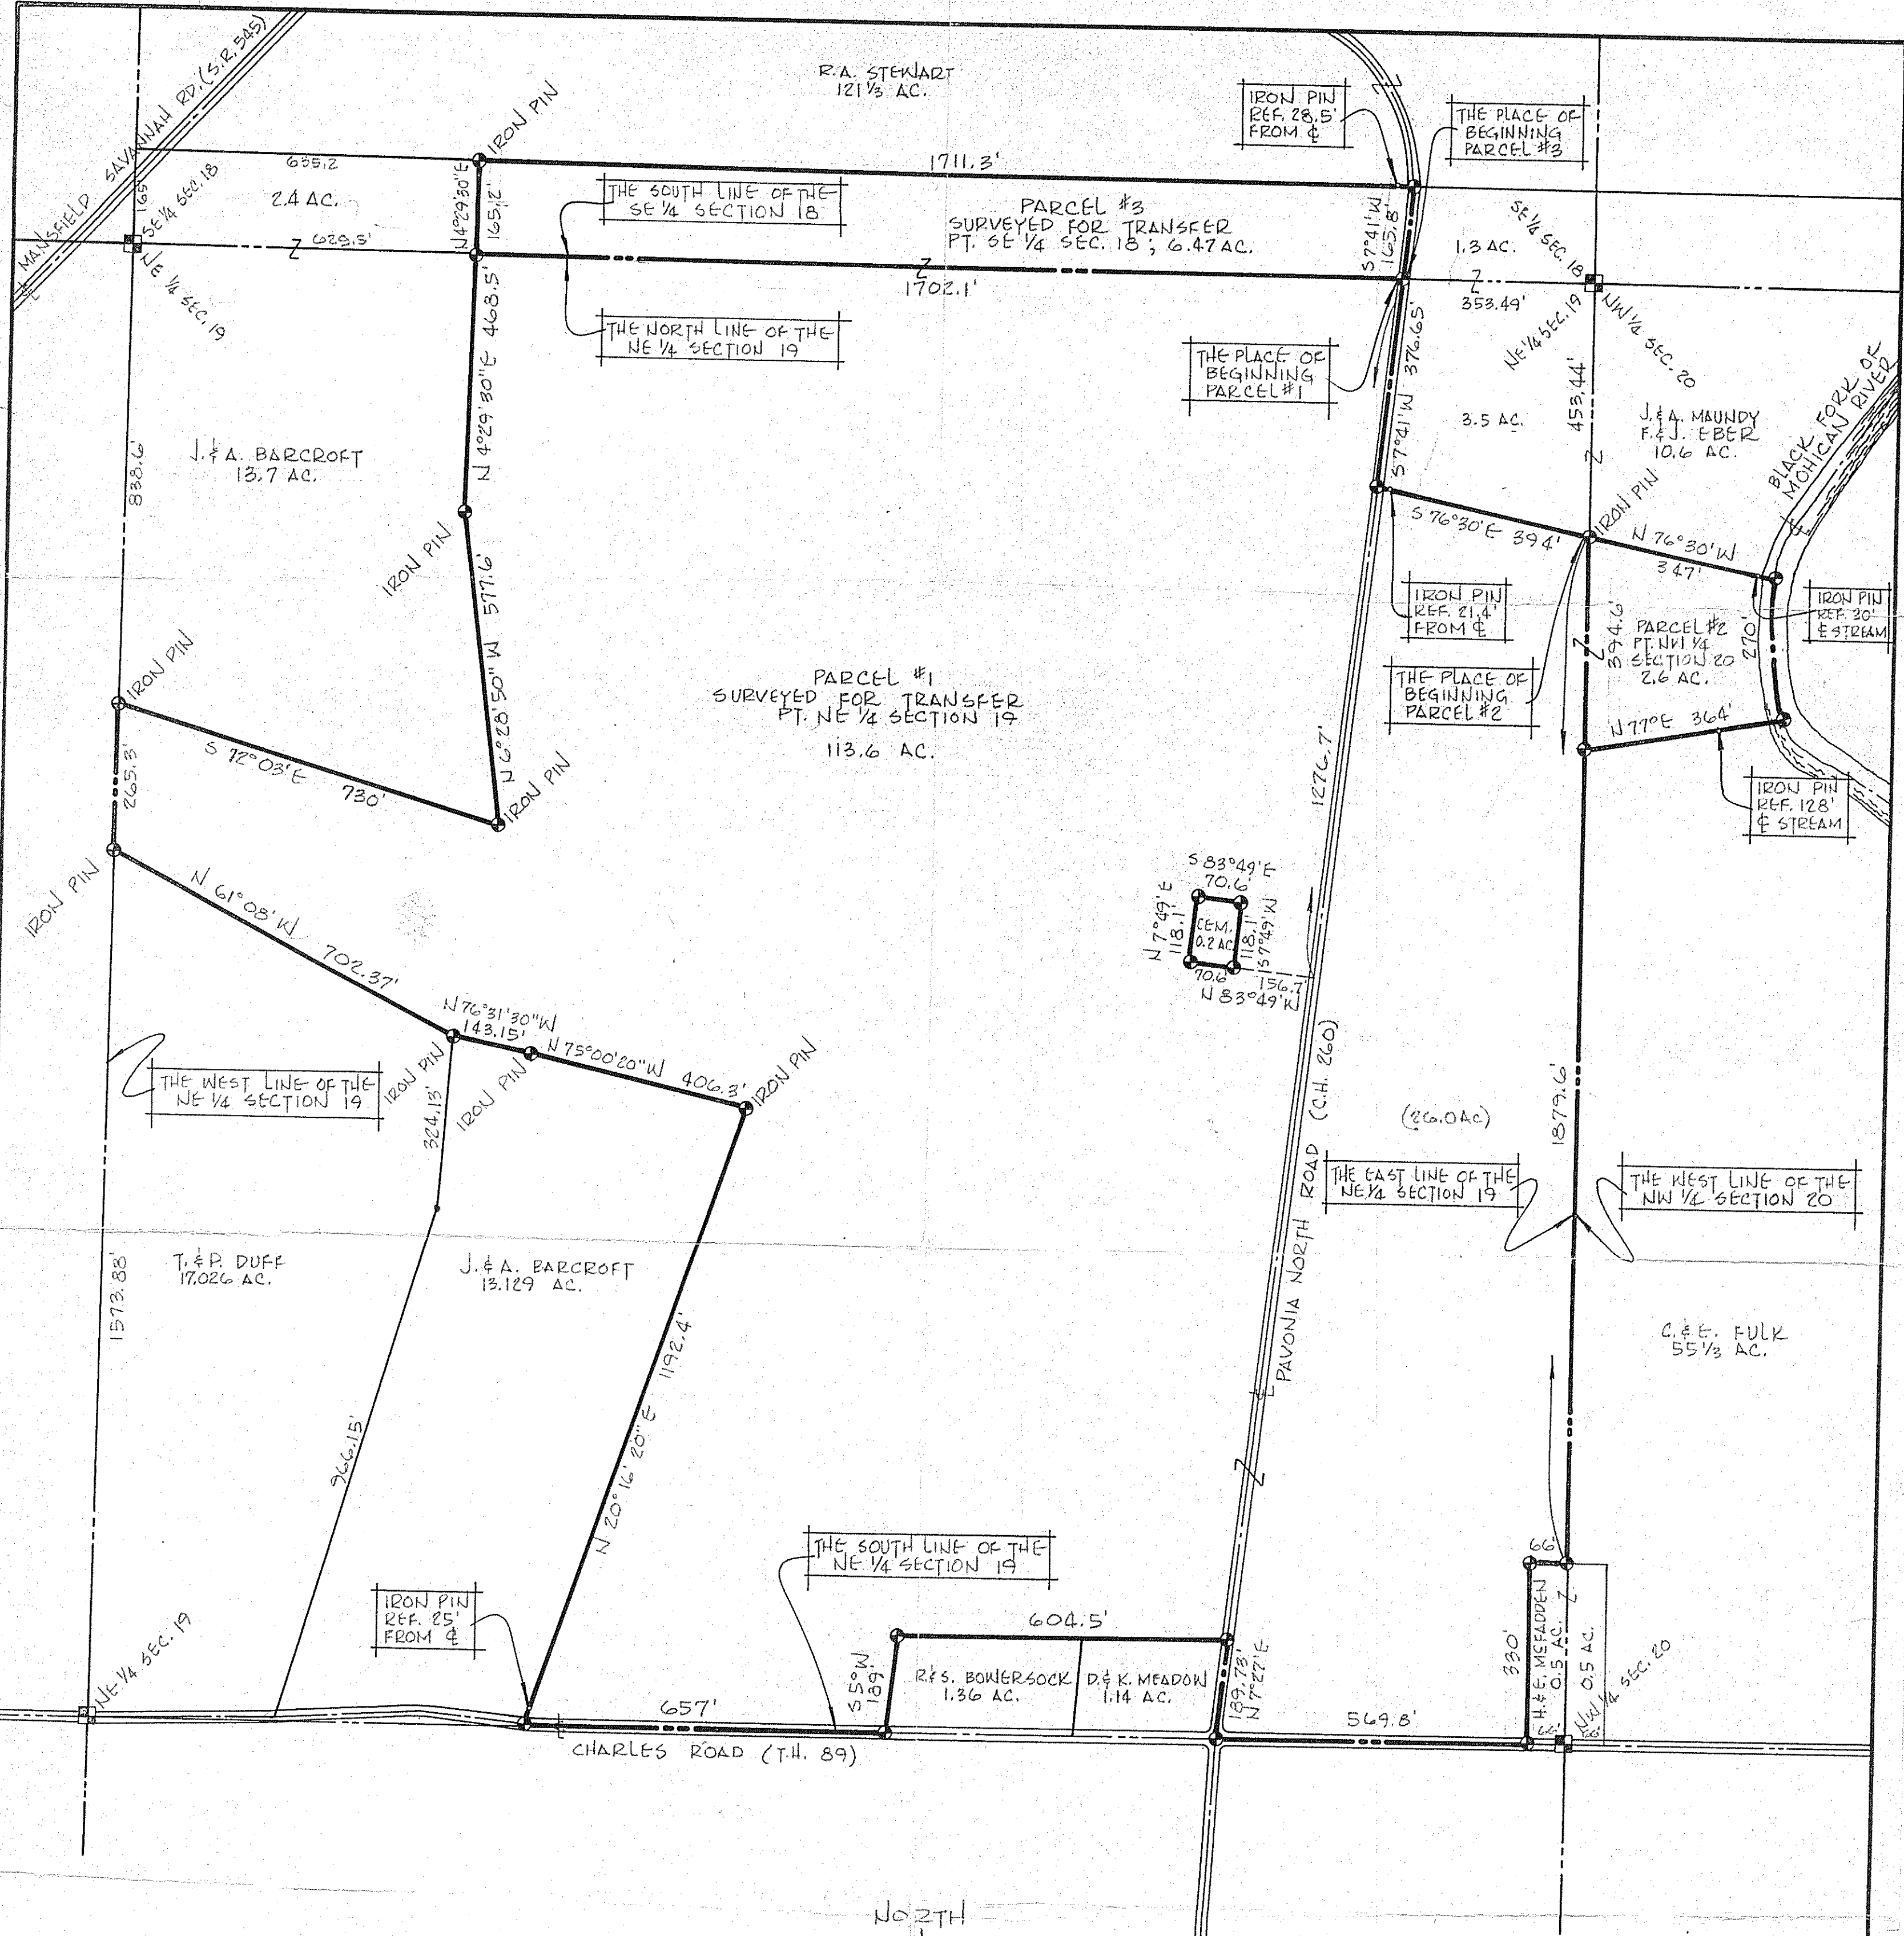 MANSFIELD SAVANNAH RD. (S.R. 545)
R.A. STEWART
121 1/3 AC.
IRON PIN
IRON PIN
REF. 28.5'
FROM ℄
THE PLACE OF
BEGINNING
PARCEL #3
635.2
165'
SE 1/4 SEC. 18
2.4 AC.
N 4°29'30"E
165.2'
1711.3'
THE SOUTH LINE OF THE
SE 1/4 SECTION 18
PARCEL #3
SURVEYED FOR TRANSFER
PT. SE 1/4 SEC. 18 ; 6.47 AC.
S 7°41' W
165.8'
SE 1/4 SEC. 18
1.3 AC.
629.5'
NE 1/4 SEC. 19
1702.1'
353.49'
THE NORTH LINE OF THE
NE 1/4 SECTION 19
THE PLACE OF
BEGINNING
PARCEL #1
NE 1/4 SEC. 19
NW 1/4 SEC. 20
N 4°29'30"E 468.5'
S 7°41' W 376.65'
453.44'
3.5 AC.
J. & A. MAUNDY
F. & J. EBER
10.6 AC.
BLACK FORK OF
MOHICAN RIVER
838.6'
J. & A. BARCROFT
13.7 AC.
IRON PIN
S 76°30' E 394'
IRON PIN
N 76°30' W
347'
IRON PIN
REF. 21.4'
FROM ℄
IRON PIN
REF. 30'
℄ STREAM
N 6°28'50" W 577.6'
394.6'
PARCEL #2
PT. NW 1/4
SECTION 20
2.6 AC.
270'
IRON PIN
PARCEL #1
SURVEYED FOR TRANSFER
PT. NE 1/4 SECTION 19
113.6 AC.
THE PLACE OF
BEGINNING
PARCEL #2
N 77° E 364'
265.3'
S 72°03' E
730'
IRON PIN
1276.7'
IRON PIN
REF. 128'
℄ STREAM
IRON PIN
N 61°08' W
702.37'
S 83°49' E
70.6'
N 7°49' E
118.1'
CEM.
0.2 AC
118.1'
S 7°49' W
70.6'
156.7'
N 83°49' W
N 76°31'30" W
143.15'
N 75°00'20" W
406.3'
IRON PIN
IRON PIN
IRON PIN
THE WEST LINE OF THE
NE 1/4 SECTION 19
324.13'
PAVONIA NORTH ROAD (C.H. 260)
(26.0 AC)
1879.6'
THE EAST LINE OF THE
NE 1/4 SECTION 19
THE WEST LINE OF THE
NW 1/4 SECTION 20
T. & P. DUFF
17.026 AC.
J. & A. BARCROFT
13.129 AC.
1573.88'
C. & E. FULK
55 1/3 AC.
966.15'
N 20°16'20" E 1192.4'
THE SOUTH LINE OF THE
NE 1/4 SECTION 19
IRON PIN
REF. 25'
FROM ℄
66'
H. & E. MCFADDEN
0.5 AC.
0.5 AC.
330'
NE 1/4 SEC. 19
604.5'
S 5° W
189'
R. & S. BOWERSOCK
1.36 AC.
D. & K. MEADOW
1.14 AC.
189.73'
N 7°27' E
NW 1/4 SEC. 20
657'
569.8'
66'
66'
CHARLES ROAD (T.H. 89)
NORTH